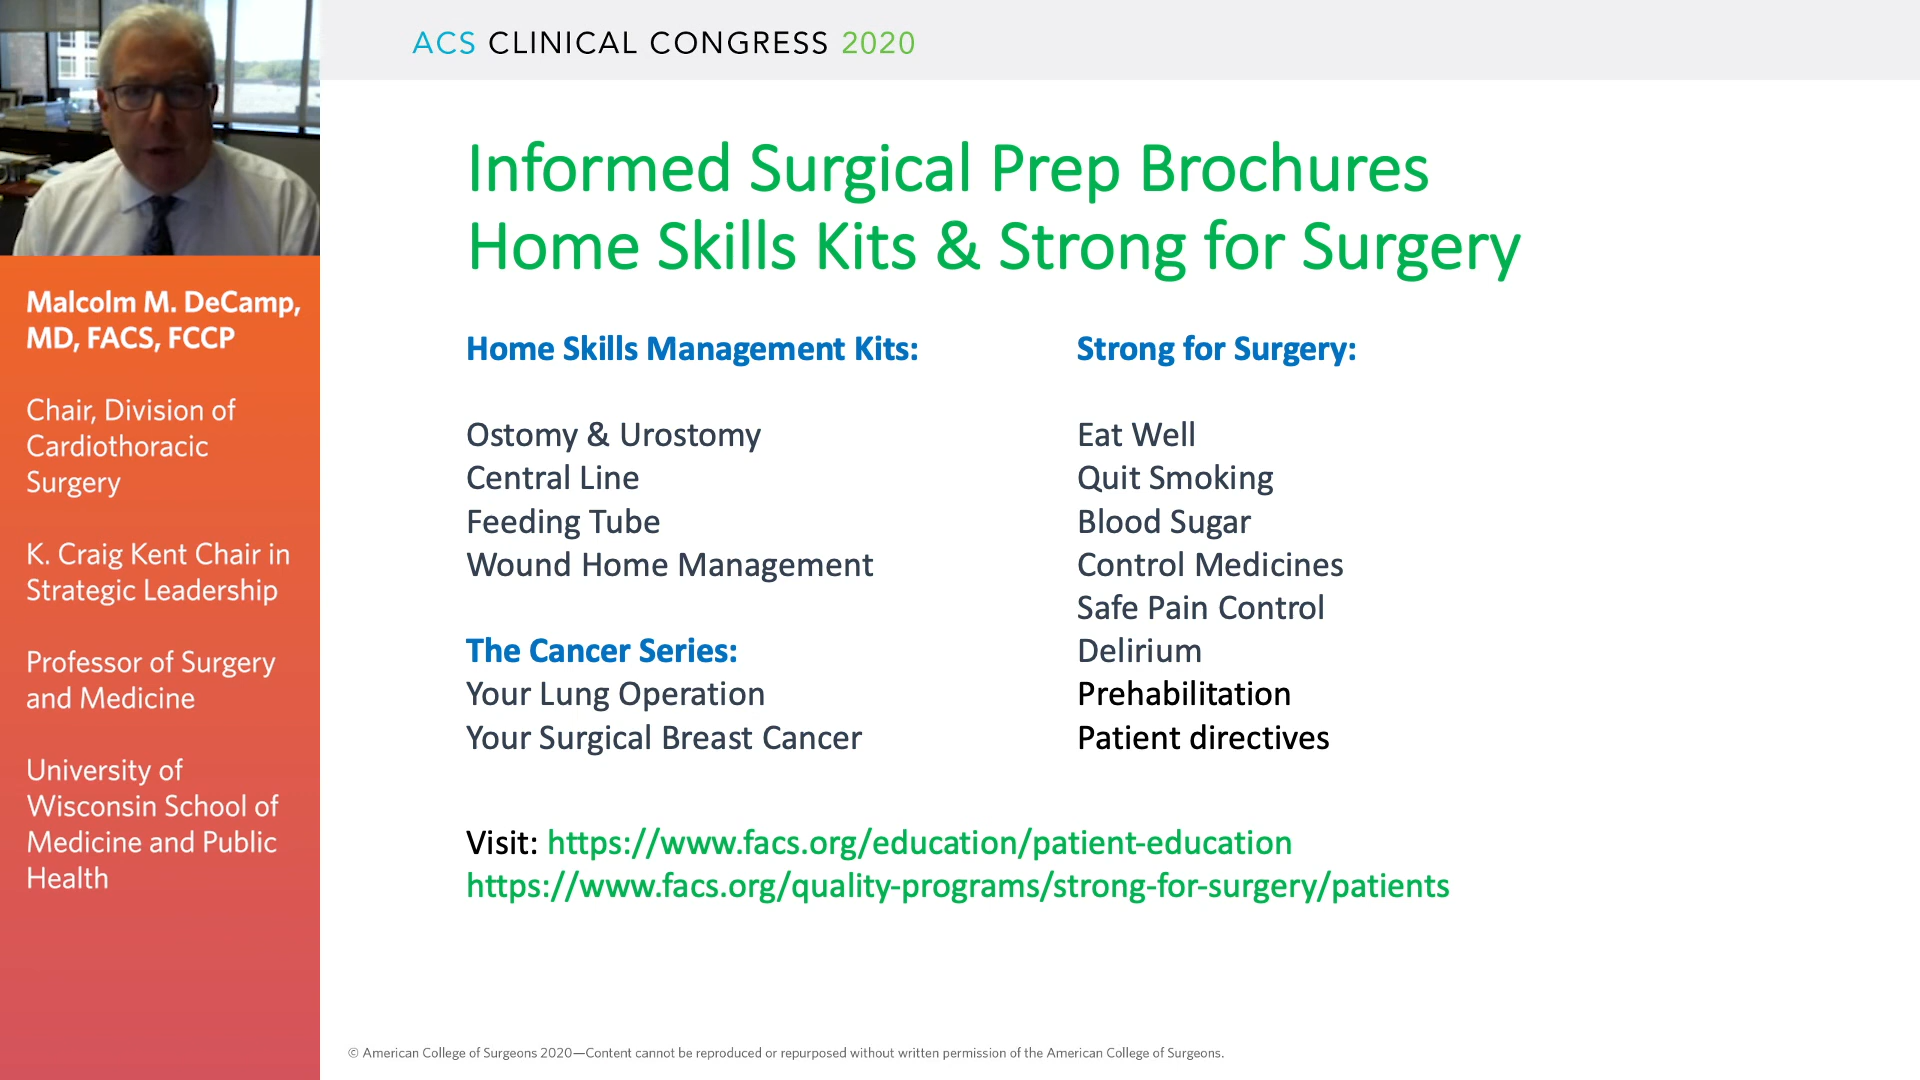 ACS CLINICAL CONGRESS 2020
Informed Surgical Prep Brochures
Home Skills Kits & Strong for Surgery
Malcolm M. DeCamp,
MD, FACS, FCCP
Chair, Division of
Cardiothoracic
Surgery
K. Craig Kent Chair in
Strategic Leadership
Professor of Surgery
and Medicine
University of
Wisconsin School of
Medicine and Public
Health
Home Skills Management Kits:
Ostomy & Urostomy
Central Line
Feeding Tube
Wound Home Management
The Cancer Series:
Your Lung Operation
Your Surgical Breast Cancer
Strong for Surgery:
Eat Well
Quit Smoking
Blood Sugar
Control Medicines
Safe Pain Control
Delirium
Prehabilitation
Patient directives
Visit: https://www.facs.org/education/patient-education
https://www.facs.org/quality-programs/strong-for-surgery/patients
© American College of Surgeons 2020—Content cannot be reproduced or repurposed without written permission of the American College of Surgeons.